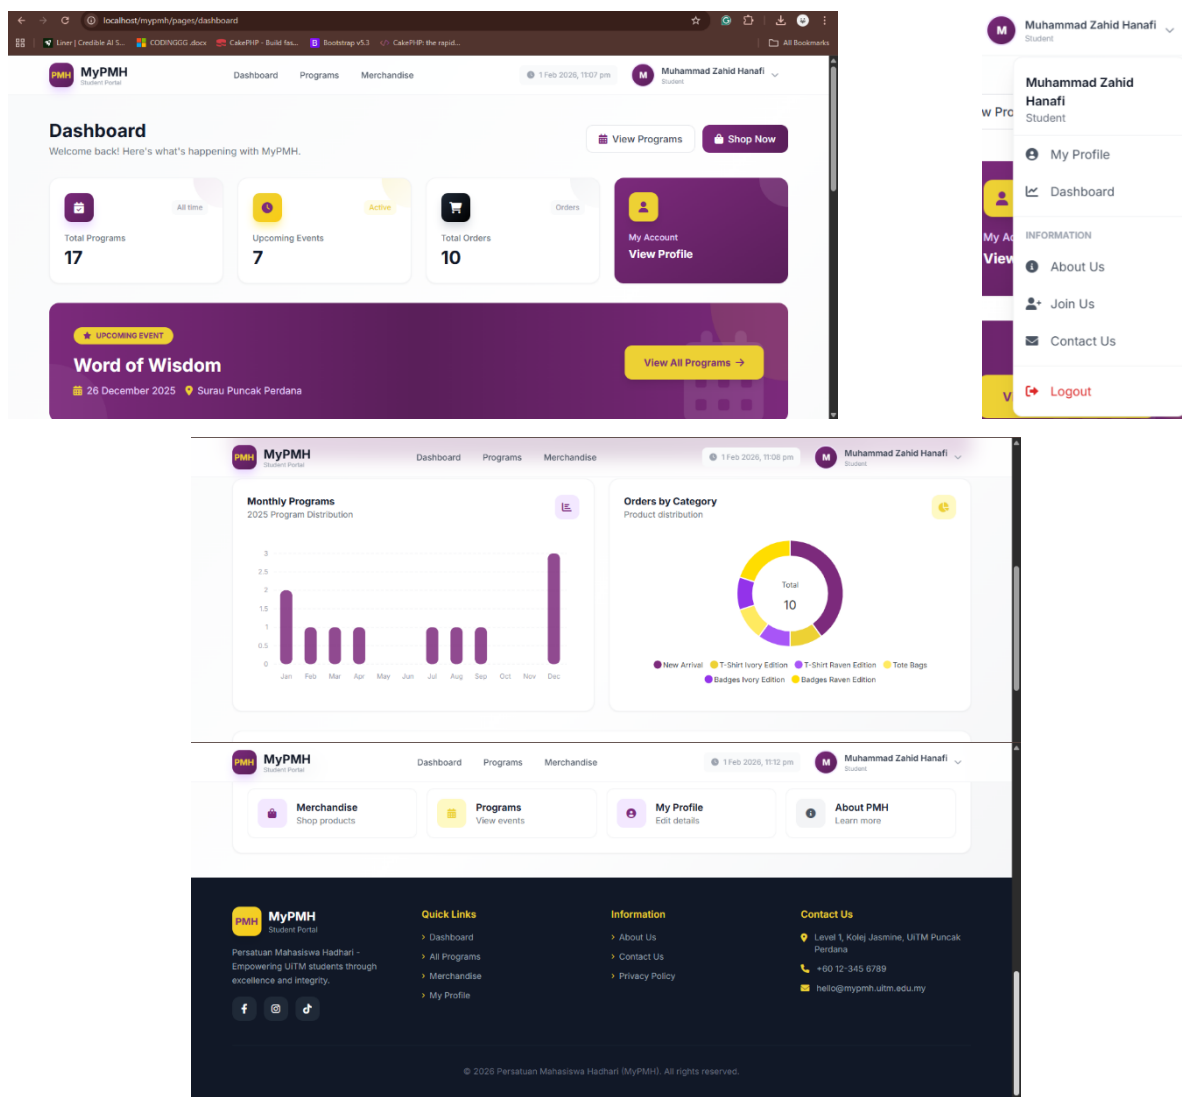 localhost/mypmh/pages/dashboard
Liner | Credible AI S...
CODINGGG .docx
CakePHP - Build fas...
Bootstrap v5.3
CakePHP: the rapid...
All Bookmarks
PMH
MyPMH
Student Portal
Dashboard
Programs
Merchandise
1 Feb 2026, 11:07 pm
M
Muhammad Zahid Hanafi
Student
Dashboard
Welcome back! Here's what's happening with MyPMH.
View Programs
Shop Now
All time
Total Programs
17
Active
Upcoming Events
7
Orders
Total Orders
10
My Account
View Profile
UPCOMING EVENT
Word of Wisdom
26 December 2025
Surau Puncak Perdana
View All Programs →
M
Muhammad Zahid Hanafi
Student
w Pro
My A
View
V
Muhammad Zahid
Hanafi
Student
My Profile
Dashboard
INFORMATION
About Us
Join Us
Contact Us
Logout
PMH
MyPMH
Student Portal
Dashboard
Programs
Merchandise
1 Feb 2026, 11:08 pm
M
Muhammad Zahid Hanafi
Student
Monthly Programs
2025 Program Distribution
3
2.5
2
1.5
1
0.5
0
Jan Feb Mar Apr May Jun Jul Aug Sep Oct Nov Dec
Orders by Category
Product distribution
Total
10
New Arrival
T-Shirt Ivory Edition
T-Shirt Raven Edition
Tote Bags
Badges Ivory Edition
Badges Raven Edition
PMH
MyPMH
Student Portal
Dashboard
Programs
Merchandise
1 Feb 2026, 11:12 pm
M
Muhammad Zahid Hanafi
Student
Merchandise
Shop products
Programs
View events
My Profile
Edit details
About PMH
Learn more
PMH
MyPMH
Student Portal
Persatuan Mahasiswa Hadhari -
Empowering UiTM students through
excellence and integrity.
Quick Links
› Dashboard
› All Programs
› Merchandise
› My Profile
Information
› About Us
› Contact Us
› Privacy Policy
Contact Us
Level 1, Kolej Jasmine, UiTM Puncak
Perdana
+60 12-345 6789
hello@mypmh.uitm.edu.my
© 2026 Persatuan Mahasiswa Hadhari (MyPMH). All rights reserved.